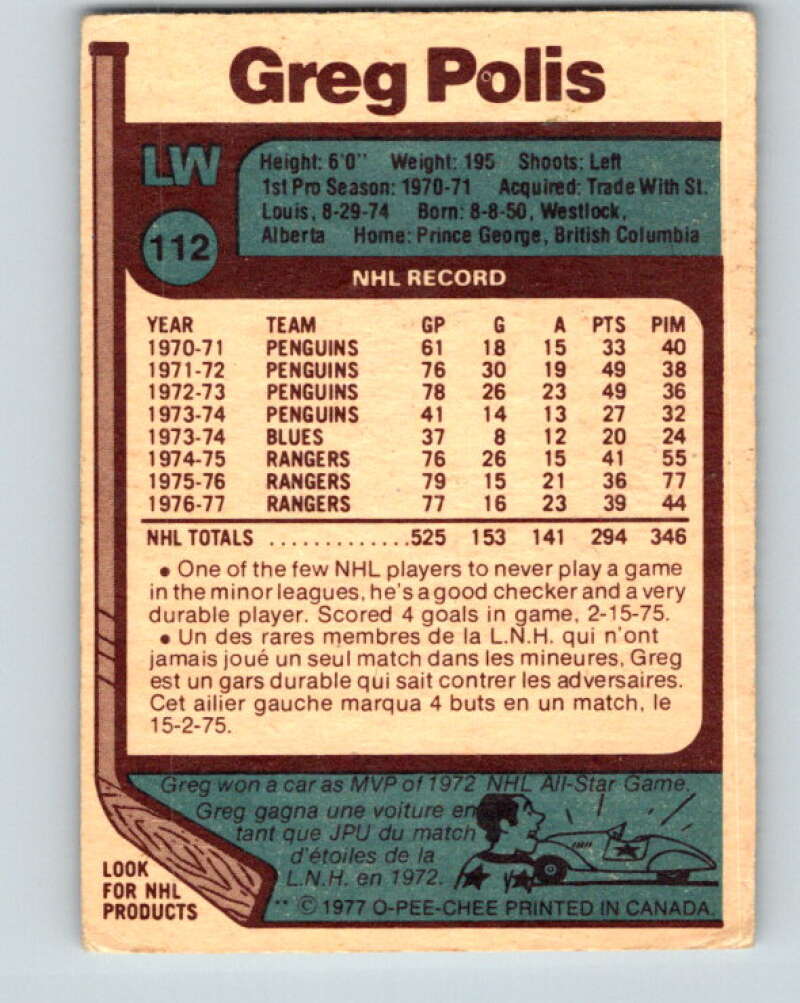 Greg Polis
LW
112
Height: 6'0" Weight: 195 Shoots: Left
1st Pro Season: 1970-71 Acquired: Trade With St.
Louis, 8-29-74 Born: 8-8-50, Westlock,
Alberta Home: Prince George, British Columbia
NHL RECORD
YEAR TEAM GP G A PTS PIM
1970-71 PENGUINS 61 18 15 33 40
1971-72 PENGUINS 76 30 19 49 38
1972-73 PENGUINS 78 26 23 49 36
1973-74 PENGUINS 41 14 13 27 32
1973-74 BLUES 37 8 12 20 24
1974-75 RANGERS 76 26 15 41 55
1975-76 RANGERS 79 15 21 36 77
1976-77 RANGERS 77 16 23 39 44
NHL TOTALS .............525 153 141 294 346
• One of the few NHL players to never play a game
in the minor leagues, he's a good checker and a very
durable player. Scored 4 goals in game, 2-15-75.
• Un des rares membres de la L.N.H. qui n'ont
jamais joué un seul match dans les mineures, Greg
est un gars durable qui sait contrer les adversaires.
Cet ailier gauche marqua 4 buts en un match, le
15-2-75.
Greg won a car as MVP of 1972 NHL All-Star Game.
Greg gagna une voiture en
tant que JPU du match
d'étoiles de la
L.N.H. en 1972.
LOOK
FOR NHL
PRODUCTS
** © 1977 O-PEE-CHEE PRINTED IN CANADA.